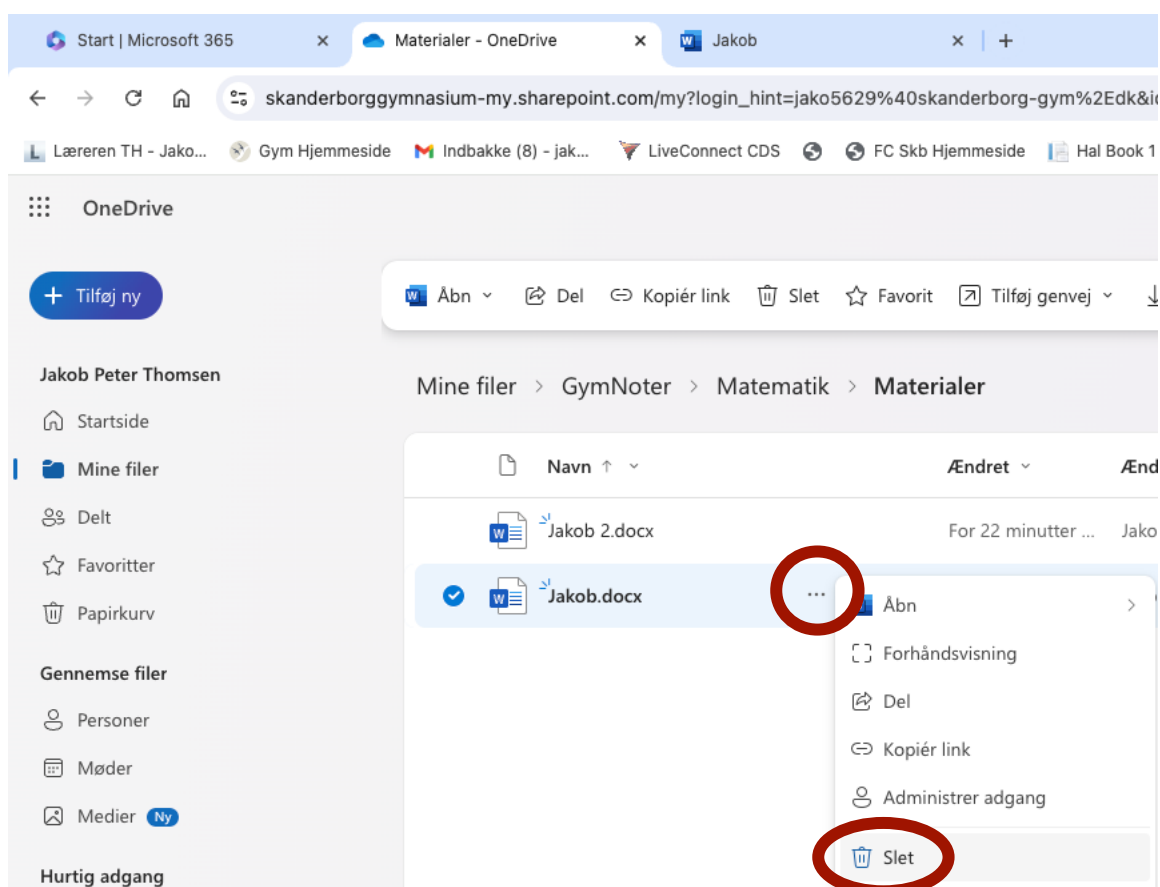 Start | Microsoft 365
Materialer - OneDrive
Jakob
skanderborggymnasium-my.sharepoint.com/my?login_hint=jako5629%40skanderborg-gym%2Edk&
Læreren TH - Jako...
Gym Hjemmeside
Indbakke (8) - jak...
LiveConnect CDS
FC Skb Hjemmeside
Hal Book 1
OneDrive
Tilføj ny
Åbn
Del
Kopiér link
Slet
Favorit
Tilføj genvej
Jakob Peter Thomsen
Startside
Mine filer
Delt
Favoritter
Papirkurv
Gennemse filer
Personer
Møder
Medier Ny
Hurtig adgang
Mine filer > GymNoter > Matematik > Materialer
Navn
Ændret
Ænd
Jakob 2.docx
For 22 minutter ...
Jako
Jakob.docx
Åbn
Forhåndsvisning
Del
Kopiér link
Administrer adgang
Slet